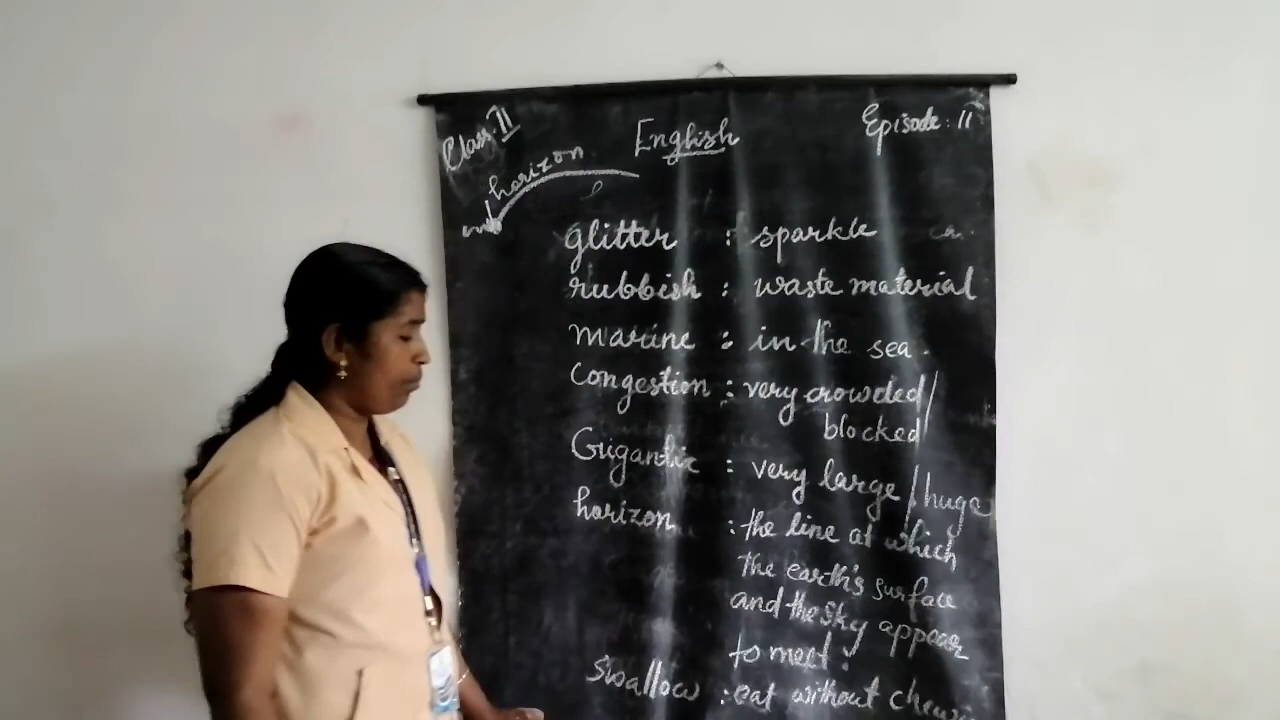 Class: II
English
Episode: 11
horizon
glitter : sparkle
rubbish : waste material
marine : in the sea.
Congestion : very crowded/
blocked
Gigantic : very large / huge
horizon : the line at which
the earth's surface
and the sky appear
to meet:
swallow : eat without